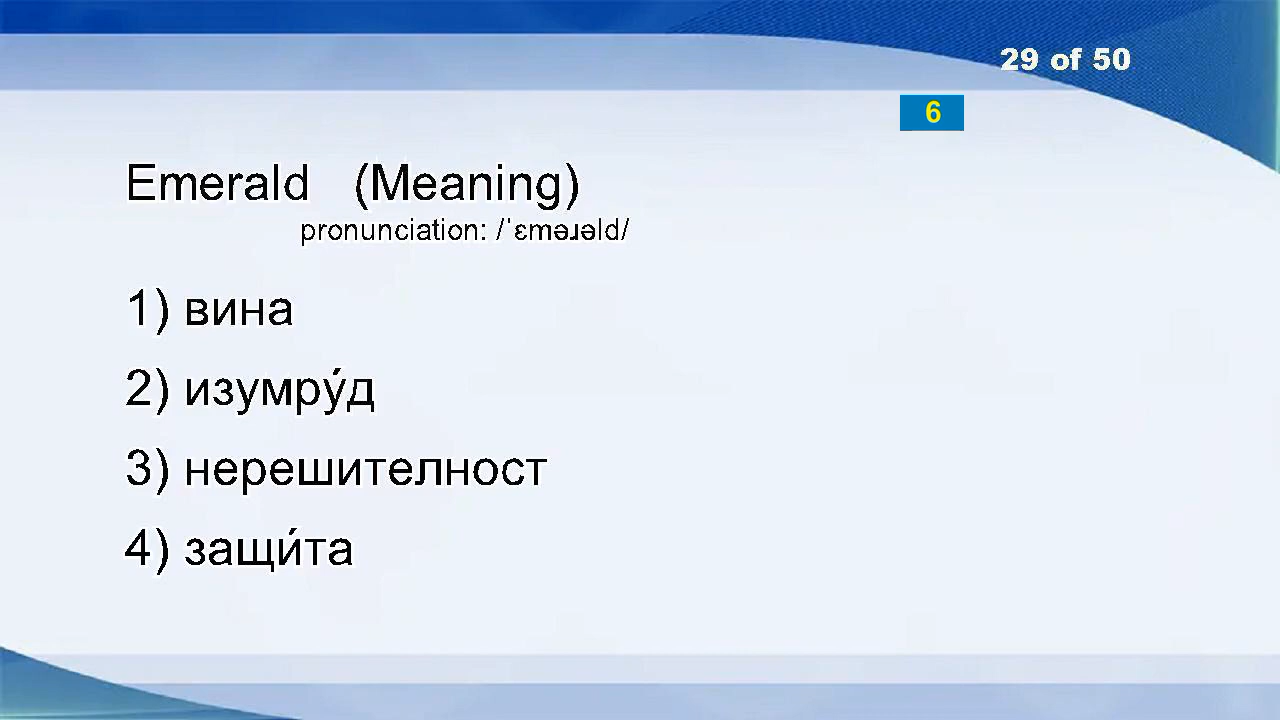 29 of 50
6
Emerald (Meaning)
pronunciation: /ˈɛməɹəld/
1) вина
2) изумру́д
3) нерешителност
4) защи́та